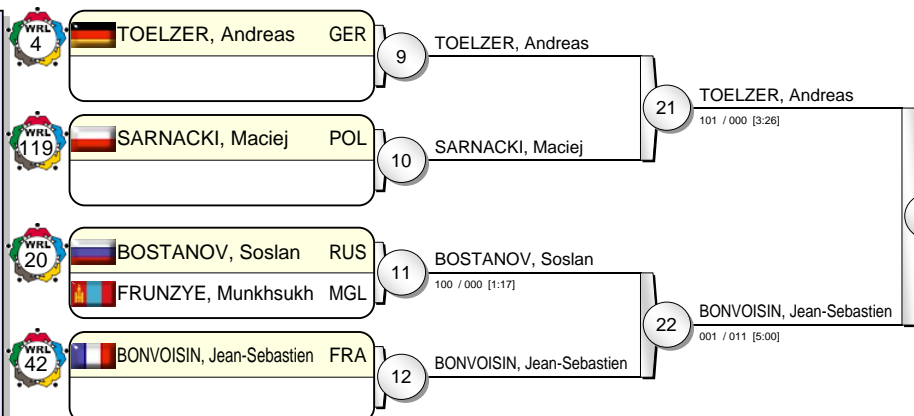 WRL
4
TOELZER, Andreas GER
9
TOELZER, Andreas
21
TOELZER, Andreas
101 / 000 [3:26]
WRL
119
SARNACKI, Maciej POL
10
SARNACKI, Maciej
WRL
20
BOSTANOV, Soslan RUS
FRUNZYE, Munkhsukh MGL
11
BOSTANOV, Soslan
100 / 000 [1:17]
22
BONVOISIN, Jean-Sebastien
001 / 011 [5:00]
WRL
42
BONVOISIN, Jean-Sebastien FRA
12
BONVOISIN, Jean-Sebastien